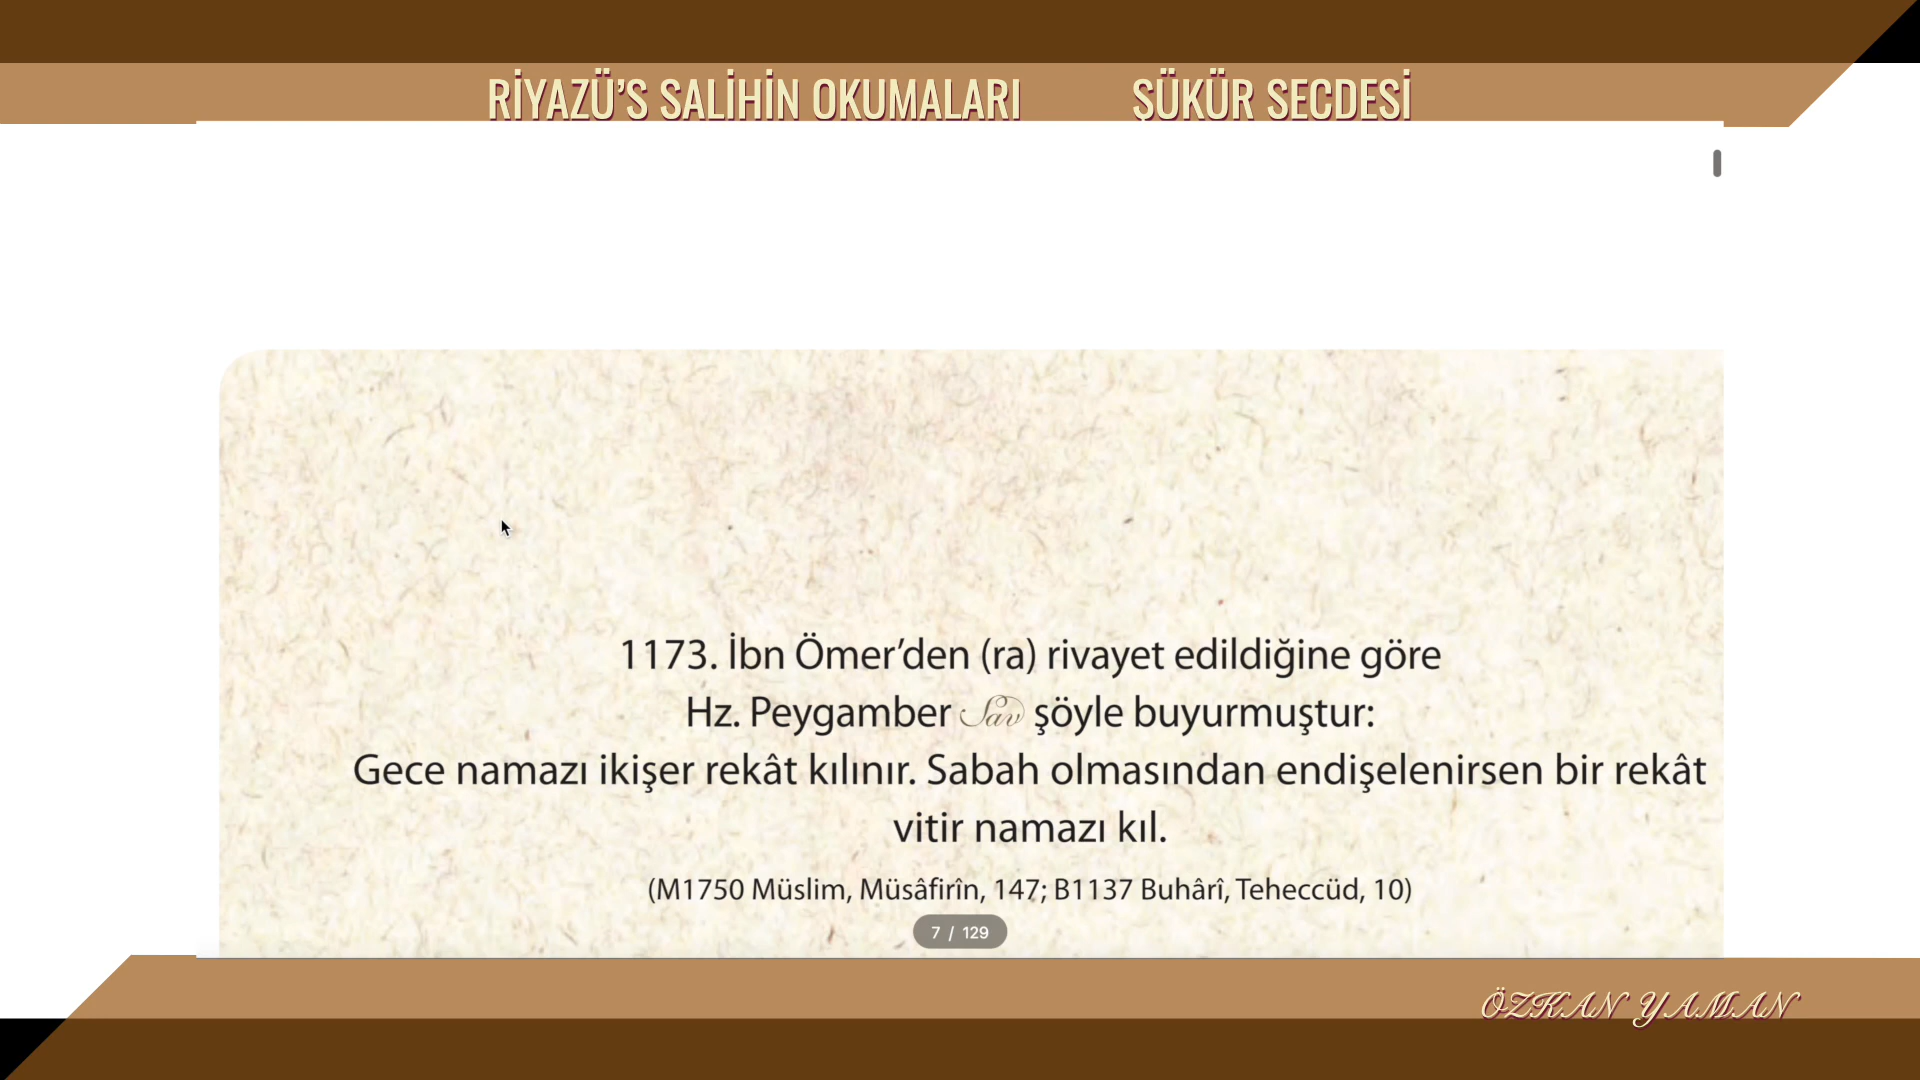 RİYAZÜ’S SALİHİN OKUMALARI ŞÜKÜR SECDESİ
1173. İbn Ömer’den (ra) rivayet edildiğine göre
Hz. Peygamber Sav şöyle buyurmuştur:
Gece namazı ikişer rekât kılınır. Sabah olmasından endişelenirsen bir rekât
vitir namazı kıl.
(M1750 Müslim, Müsâfirîn, 147; B1137 Buhârî, Teheccüd, 10)
7 / 129
ÖZKAN YAMAN